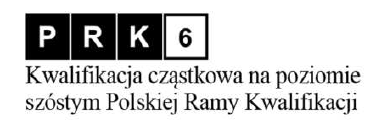 P R K 6
Kwalifikacja cząstkowa na poziomie
szóstym Polskiej Ramy Kwalifikacji